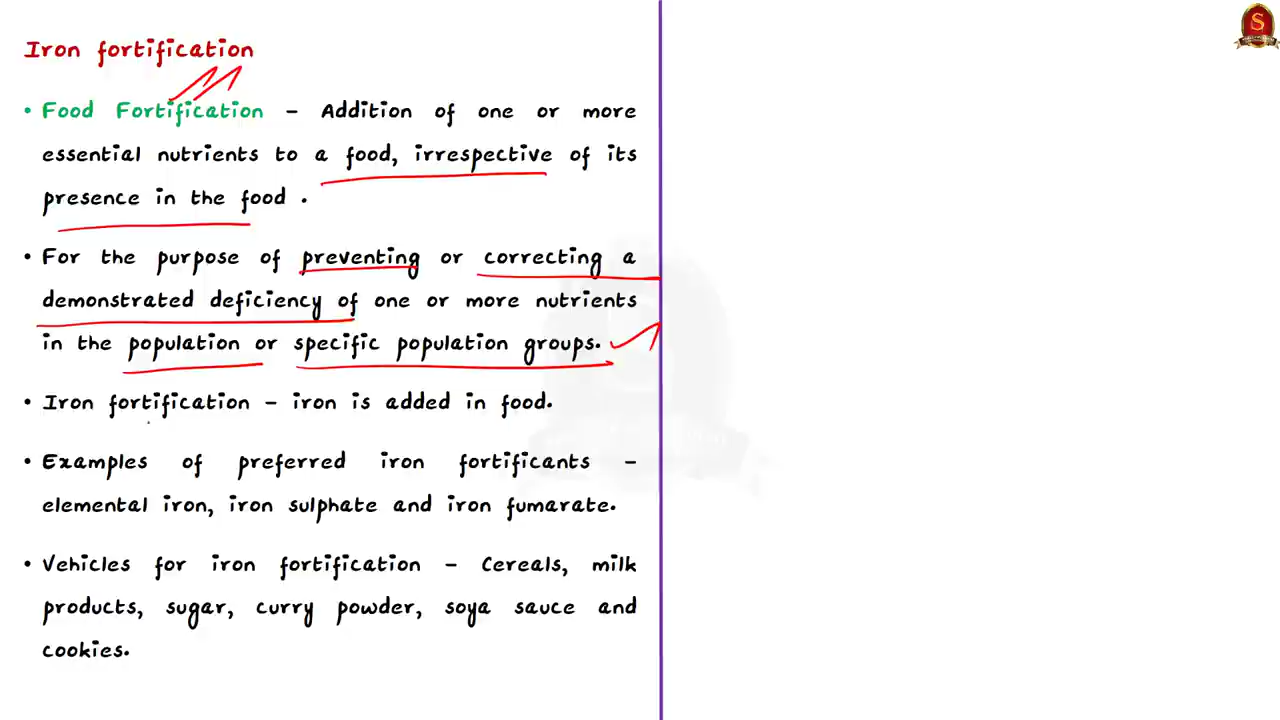 Iron fortification
• Food Fortification – Addition of one or more
essential nutrients to a food, irrespective of its
presence in the food .
• For the purpose of preventing or correcting a
demonstrated deficiency of one or more nutrients
in the population or specific population groups.
• Iron fortification – iron is added in food.
• Examples of preferred iron fortificants –
elemental iron, iron sulphate and iron fumarate.
• Vehicles for iron fortification – Cereals, milk
products, sugar, curry powder, soya sauce and
cookies.
S